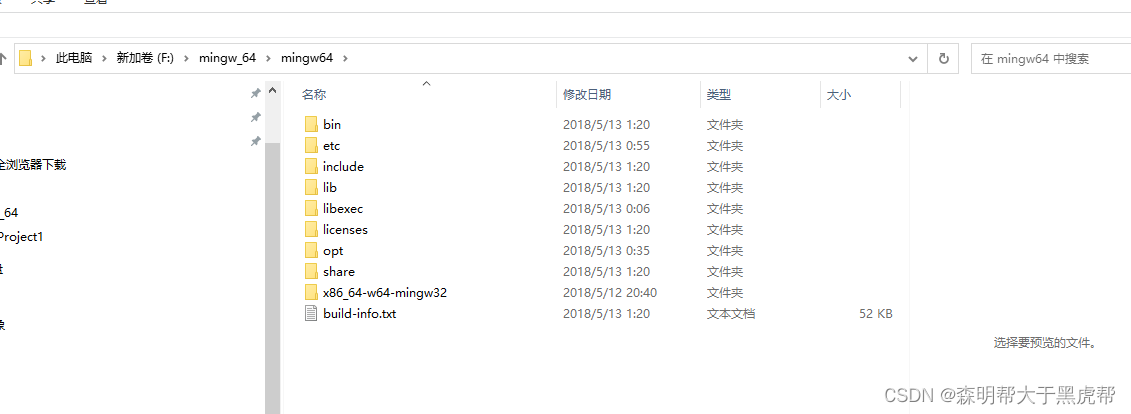 共享 查看
此电脑 > 新加卷 (F:) > mingw_64 > mingw64 >
在 mingw64 中搜索
名称 修改日期 类型 大小
bin 2018/5/13 1:20 文件夹
etc 2018/5/13 0:55 文件夹
include 2018/5/13 1:20 文件夹
lib 2018/5/13 1:20 文件夹
libexec 2018/5/13 0:06 文件夹
licenses 2018/5/13 1:20 文件夹
opt 2018/5/13 0:35 文件夹
share 2018/5/13 1:20 文件夹
x86_64-w64-mingw32 2018/5/12 20:40 文件夹
build-info.txt 2018/5/13 1:20 文本文档 52 KB
全浏览器下载
_64
Project1
选择要预览的文件。
CSDN @森明帮大于黑虎帮